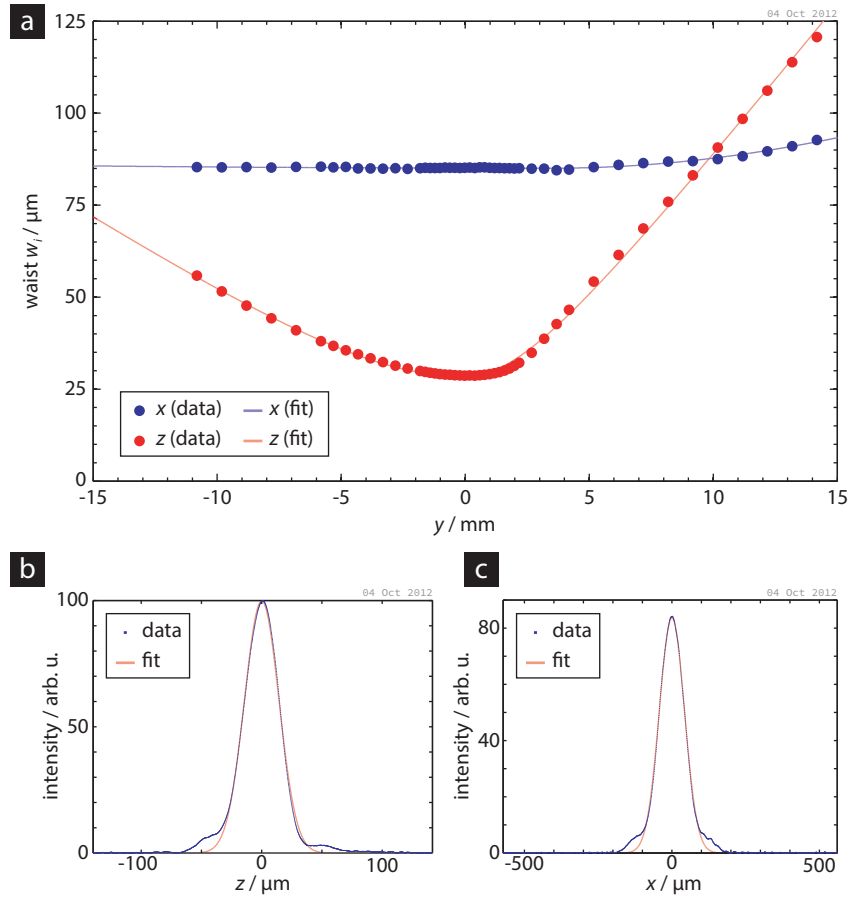 a
04 Oct 2012
125
100
75
50
25
0
waist wᵢ / µm
x (data) x (fit)
z (data) z (fit)
-15 -10 -5 0 5 10 15
y / mm
b
04 Oct 2012
100
50
0
intensity / arb. u.
data
fit
-100 0 100
z / µm
c
04 Oct 2012
80
40
0
intensity / arb. u.
data
fit
-500 0 500
x / µm